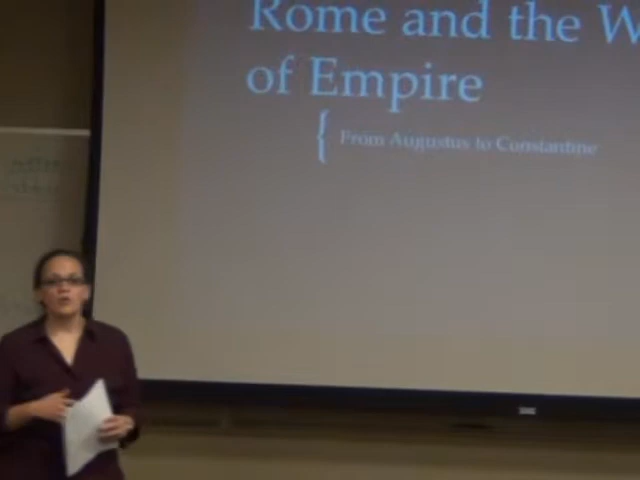 Rome and the W
of Empire
{ From Augustus to Constantine